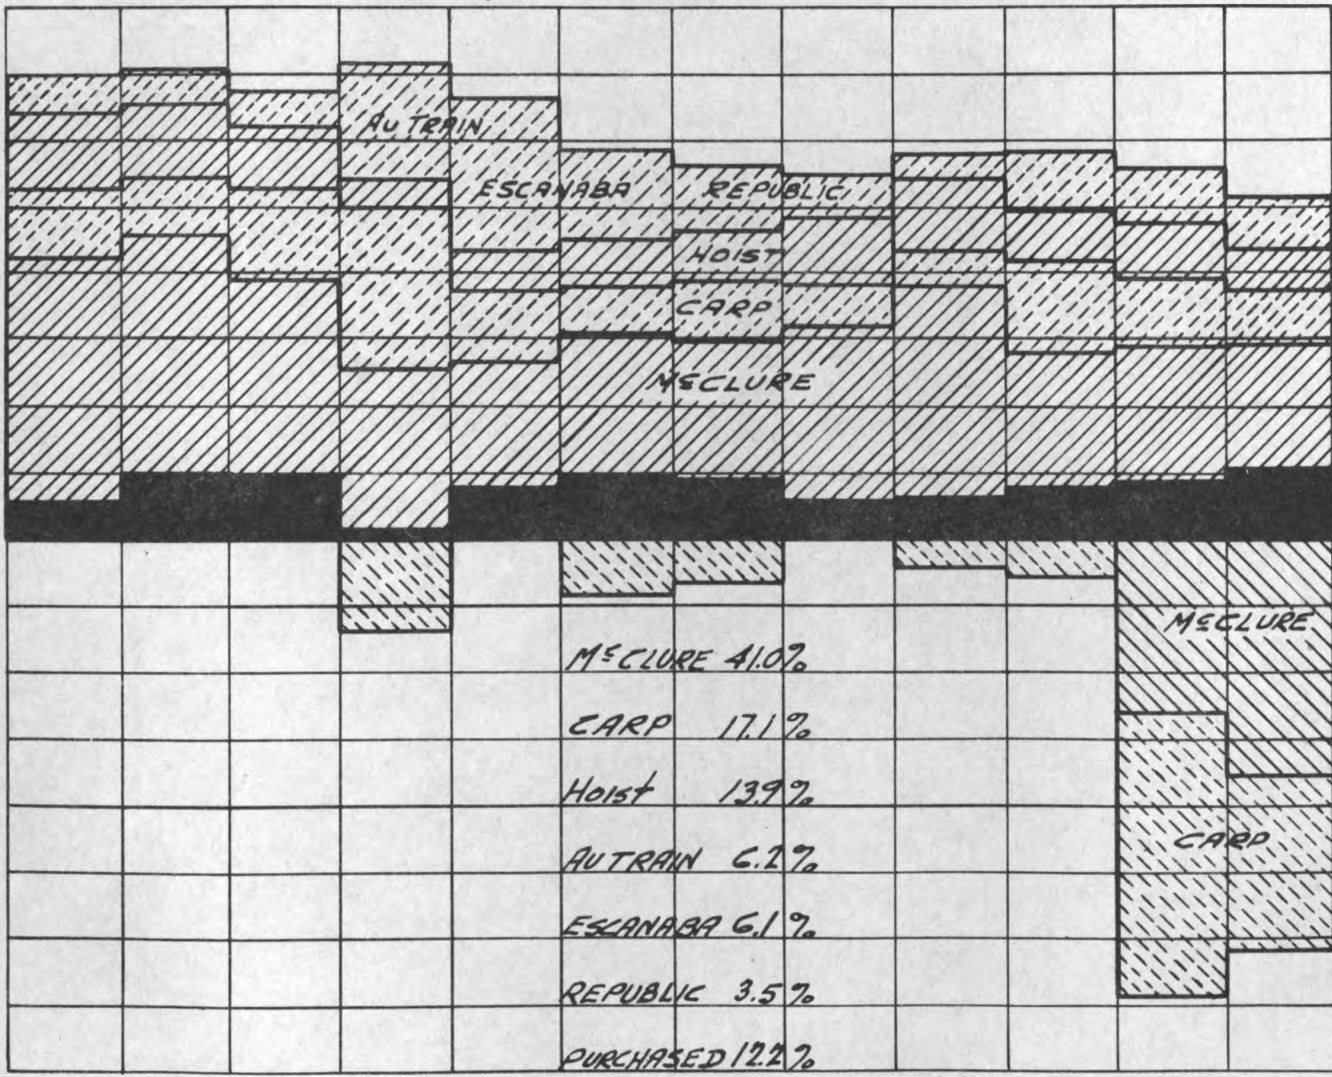 AU TRAIN
ESCANABA
REPUBLIC
HOIST
CARP
McCLURE
McCLURE
McCLURE 41.0%
CARP 17.1%
HOIST 13.9%
CARP
AU TRAIN 6.2%
ESCANABA 6.1%
REPUBLIC 3.5%
PURCHASED 12.2%